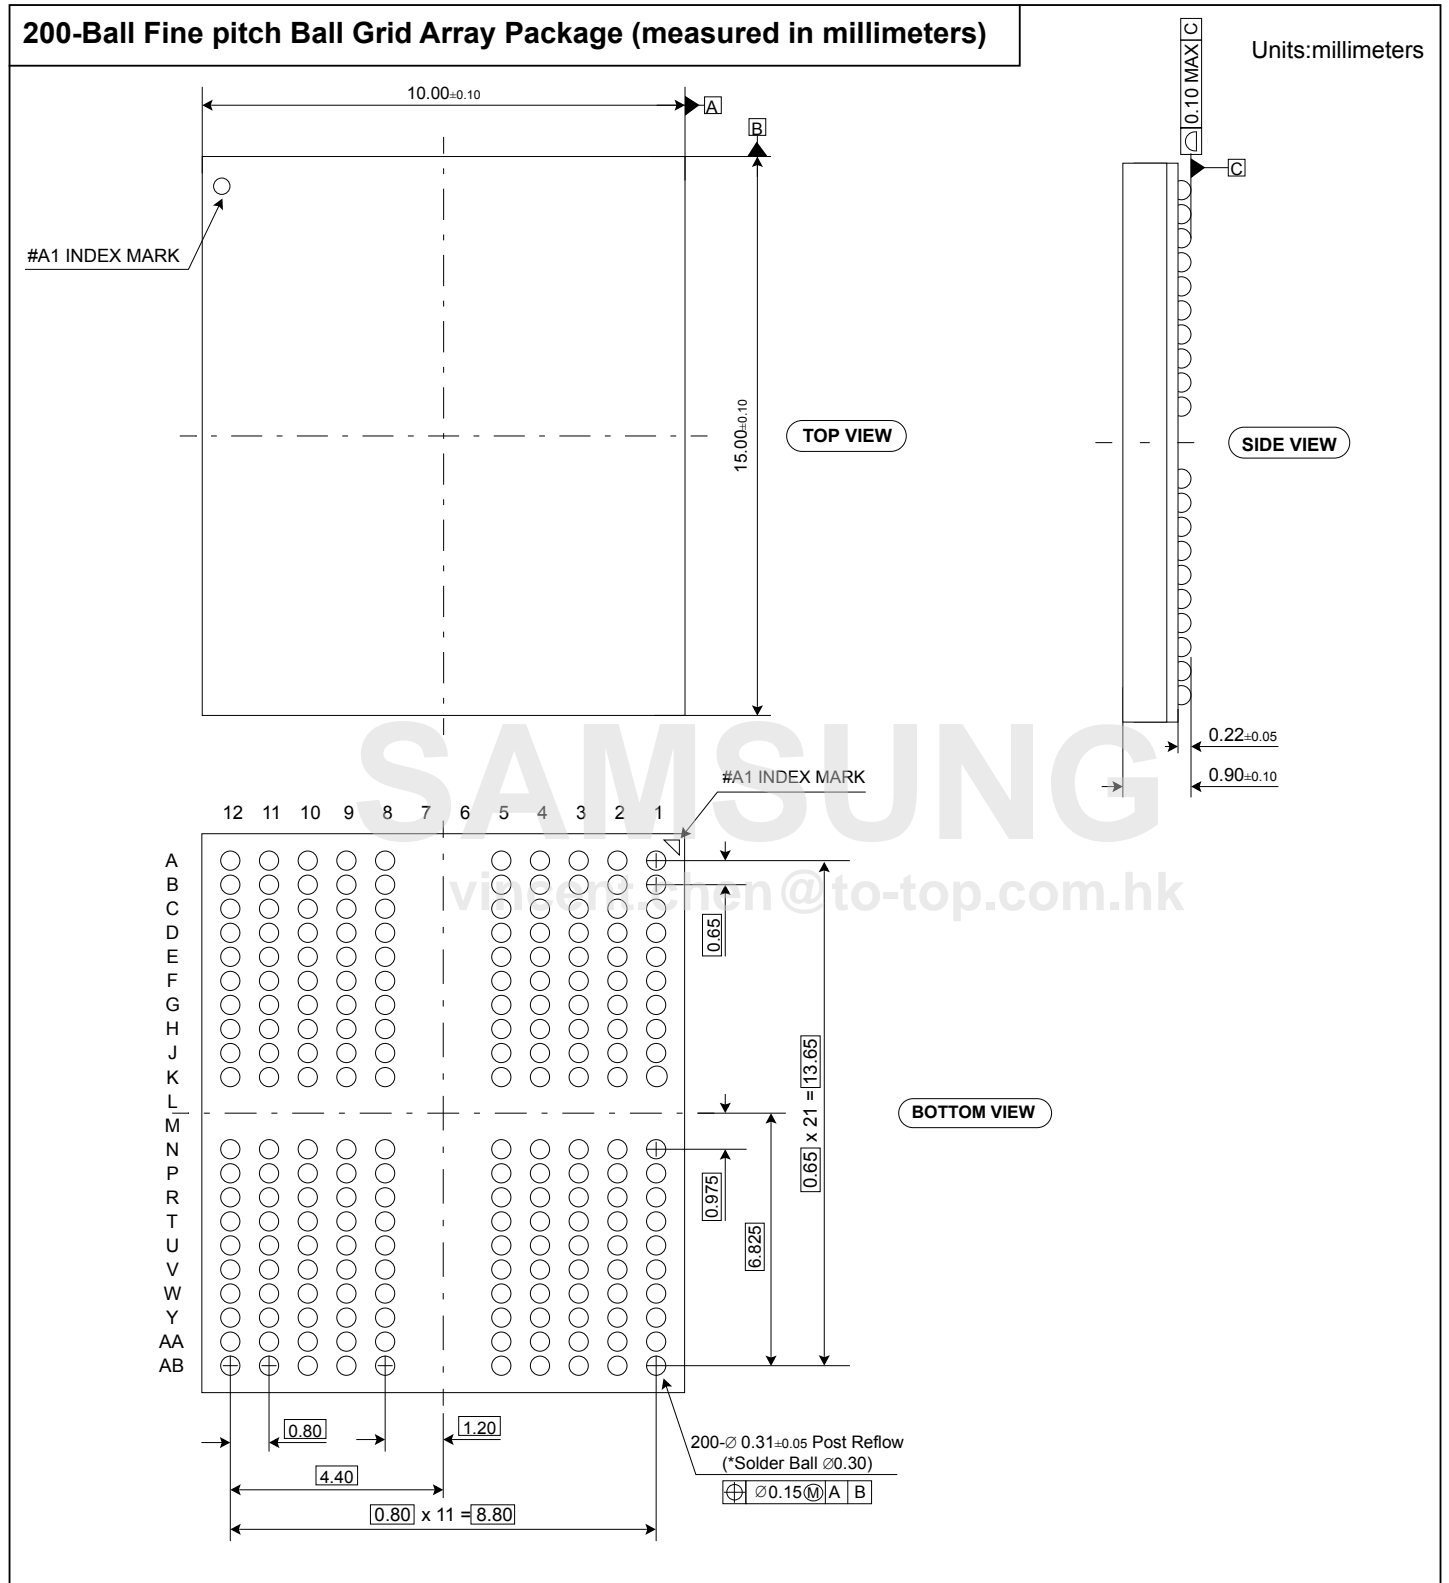 200-Ball Fine pitch Ball Grid Array Package (measured in millimeters)
Units:millimeters
0.10 MAX C
10.00±0.10
A
B
C
#A1 INDEX MARK
15.00±0.10
TOP VIEW
SIDE VIEW
SAMSUNG
0.22±0.05
0.90±0.10
#A1 INDEX MARK
12 11 10 9 8 7 6 5 4 3 2 1
vincent.chen@to-top.com.hk
A
B
C
D
E
F
G
H
J
K
L
M
N
P
R
T
U
V
W
Y
AA
AB
0.65
0.65 x 21 = 13.65
BOTTOM VIEW
0.975
6.825
0.80
1.20
4.40
0.80 x 11 = 8.80
200-Ø 0.31±0.05 Post Reflow
(*Solder Ball Ø0.30)
Ø0.15Ⓜ A B